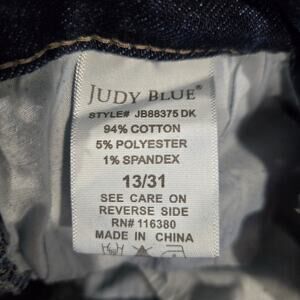 JUDY BLUE®
STYLE# JB88375 DK
94% COTTON
5% POLYESTER
1% SPANDEX
13/31
SEE CARE ON
REVERSE SIDE
RN# 116380
MADE IN CHINA